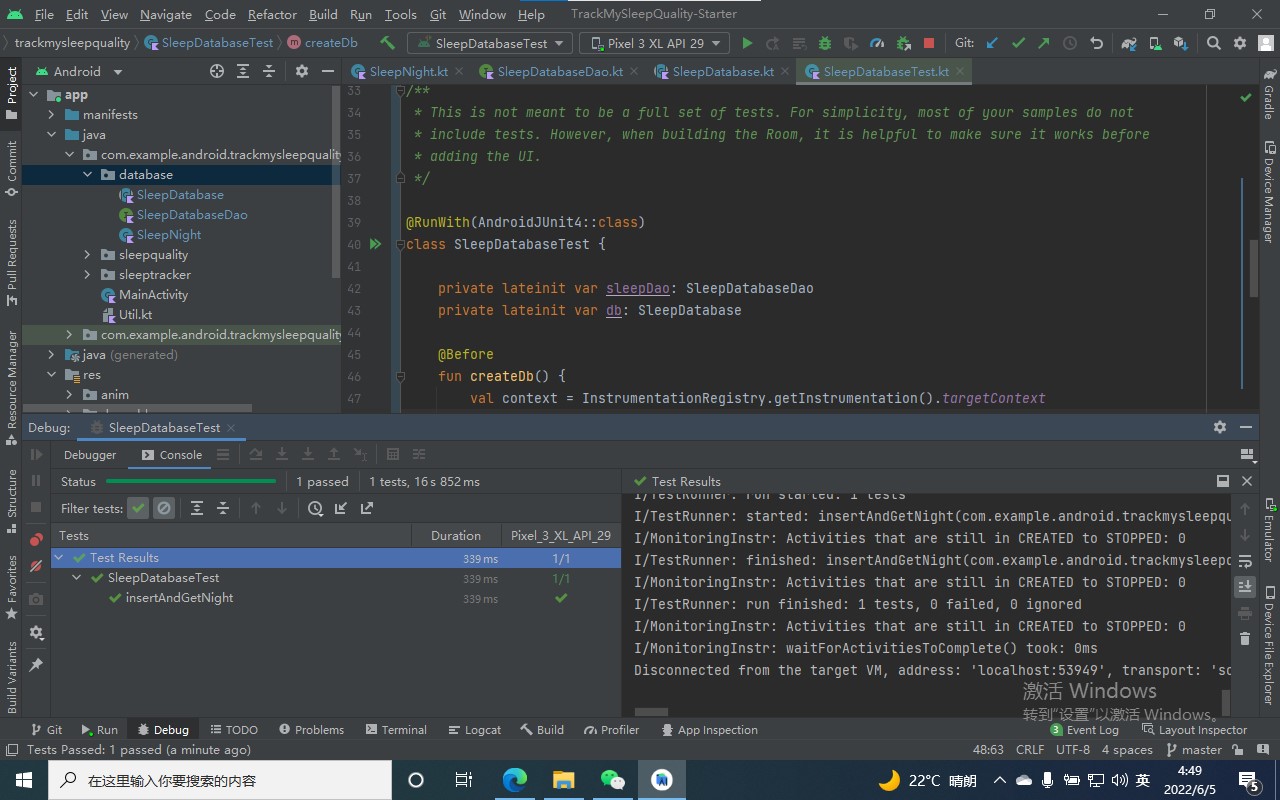 File Edit View Navigate Code Refactor Build Run Tools Git Window Help TrackMySleepQuality-Starter
trackmysleepquality SleepDatabaseTest createDb SleepDatabaseTest Pixel 3 XL API 29 Git:
Project
Commit
Pull Requests
Resource Manager
Structure
Favorites
Build Variants
Android
app
manifests
java
com.example.android.trackmysleepquality
database
SleepDatabase
SleepDatabaseDao
SleepNight
sleepquality
sleeptracker
MainActivity
Util.kt
com.example.android.trackmysleepquality
java (generated)
res
anim
SleepNight.kt SleepDatabaseDao.kt SleepDatabase.kt SleepDatabaseTest.kt
33 /**
34 * This is not meant to be a full set of tests. For simplicity, most of your samples do not
35 * include tests. However, when building the Room, it is helpful to make sure it works before
36 * adding the UI.
37 */
38
39 @RunWith(AndroidJUnit4::class)
40 class SleepDatabaseTest {
41
42 private lateinit var sleepDao: SleepDatabaseDao
43 private lateinit var db: SleepDatabase
44
45 @Before
46 fun createDb() {
47 val context = InstrumentationRegistry.getInstrumentation().targetContext
Gradle
Device Manager
Emulator
Device File Explorer
Debug: SleepDatabaseTest
Debugger Console
Status 1 passed 1 tests, 16 s 852 ms
Filter tests:
Tests Duration Pixel_3_XL_API_29
Test Results 339 ms 1/1
SleepDatabaseTest 339 ms 1/1
insertAndGetNight 339 ms
Test Results
I/TestRunner: run started: 1 tests
I/TestRunner: started: insertAndGetNight(com.example.android.trackmysleepqu
I/MonitoringInstr: Activities that are still in CREATED to STOPPED: 0
I/TestRunner: finished: insertAndGetNight(com.example.android.trackmysleepq
I/MonitoringInstr: Activities that are still in CREATED to STOPPED: 0
I/TestRunner: run finished: 1 tests, 0 failed, 0 ignored
I/MonitoringInstr: Activities that are still in CREATED to STOPPED: 0
I/MonitoringInstr: waitForActivitiesToComplete() took: 0ms
Disconnected from the target VM, address: 'localhost:53949', transport: 'so
激活 Windows
转到“设置”以激活 Windows。
Git Run Debug TODO Problems Terminal Logcat Build Profiler App Inspection 3 Event Log Layout Inspector
Tests Passed: 1 passed (a minute ago) 48:63 CRLF UTF-8 4 spaces master
在这里输入你要搜索的内容 22°C 晴朗 英 4:49
2022/6/5 5